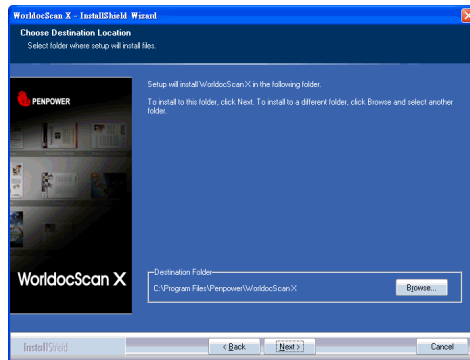 WorldocScan X - InstallShield Wizard
Choose Destination Location
Select folder where setup will install files.
PENPOWER
WorldocScan X
Setup will install WorldocScan X in the following folder.
To install to this folder, click Next. To install to a different folder, click Browse and select another
folder.
Destination Folder
C:\Program Files\Penpower\WorldocScan X
Browse...
InstallShield
< Back
Next >
Cancel